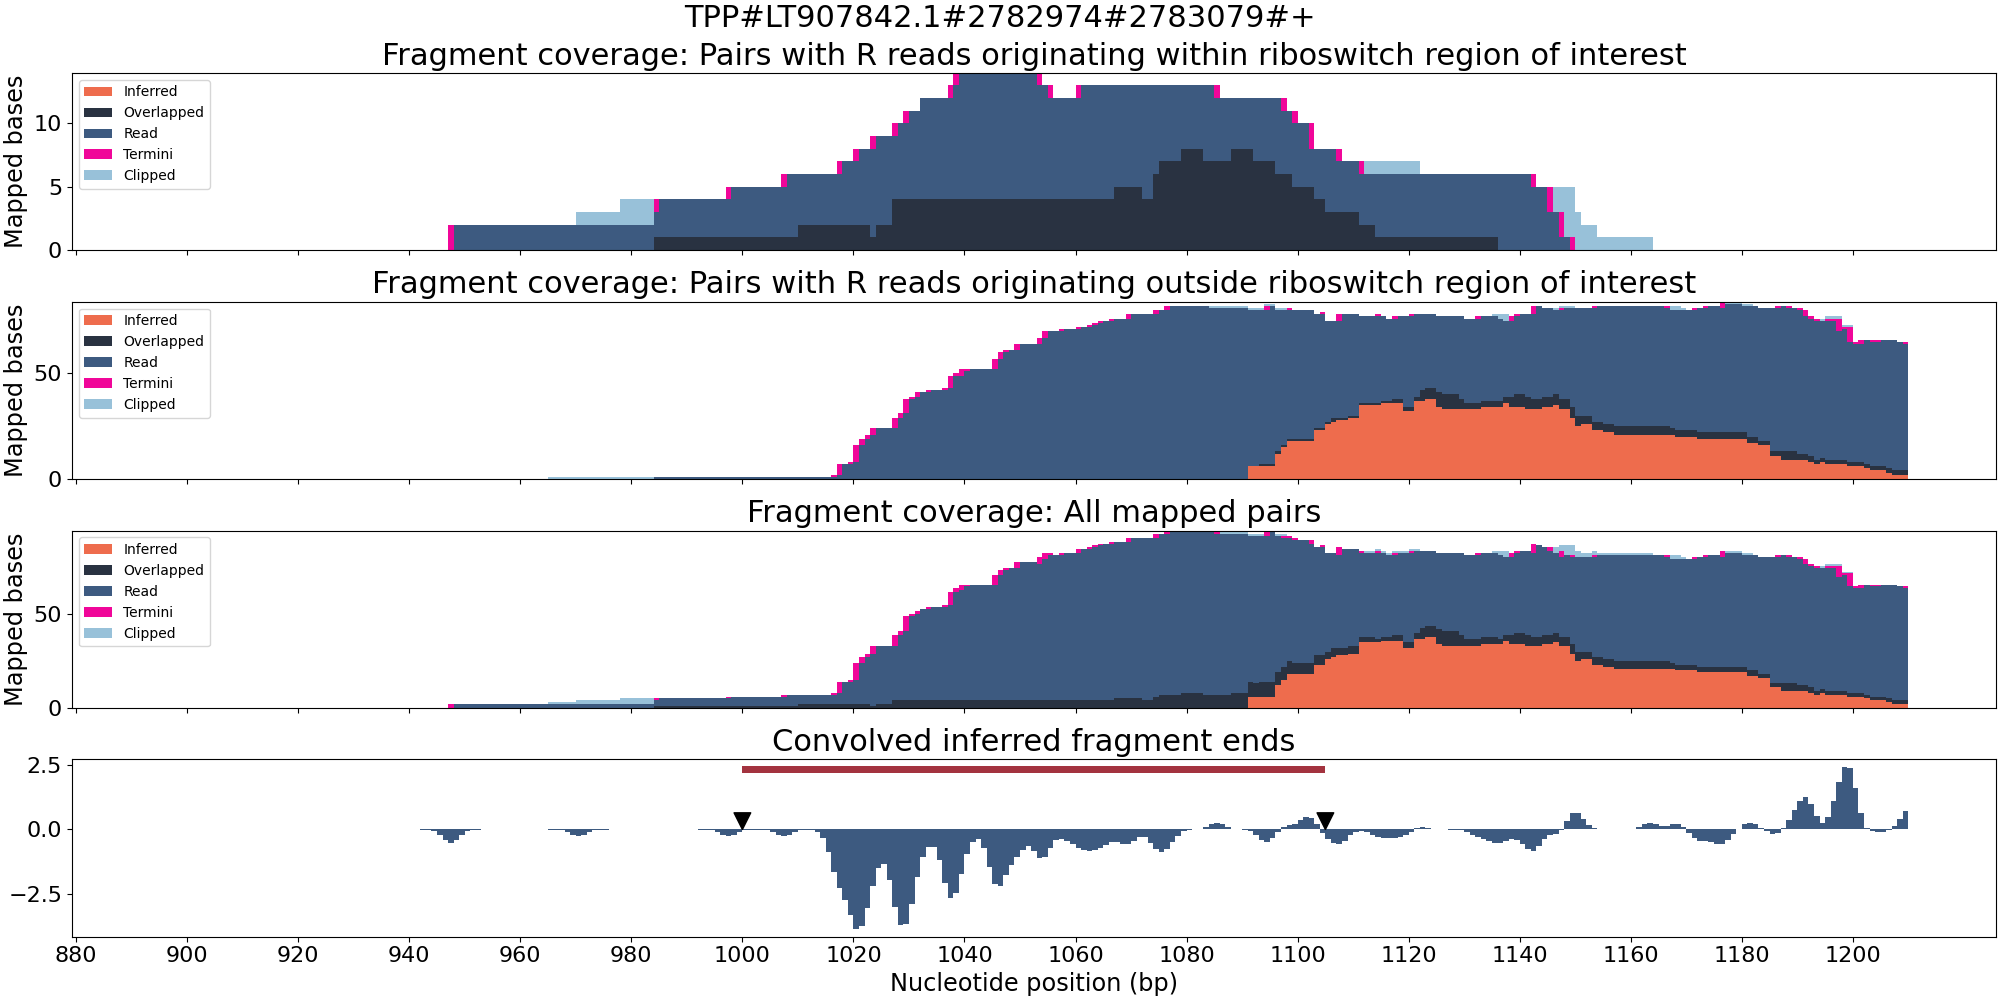 TPP#LT907842.1#2782974#2783079#+
Fragment coverage: Pairs with R reads originating within riboswitch region of interest
Mapped bases
10
5
0
Inferred
Overlapped
Read
Termini
Clipped
Fragment coverage: Pairs with R reads originating outside riboswitch region of interest
Mapped bases
50
0
Inferred
Overlapped
Read
Termini
Clipped
Fragment coverage: All mapped pairs
Mapped bases
50
0
Inferred
Overlapped
Read
Termini
Clipped
Convolved inferred fragment ends
2.5
0.0
−2.5
880 900 920 940 960 980 1000 1020 1040 1060 1080 1100 1120 1140 1160 1180 1200
Nucleotide position (bp)